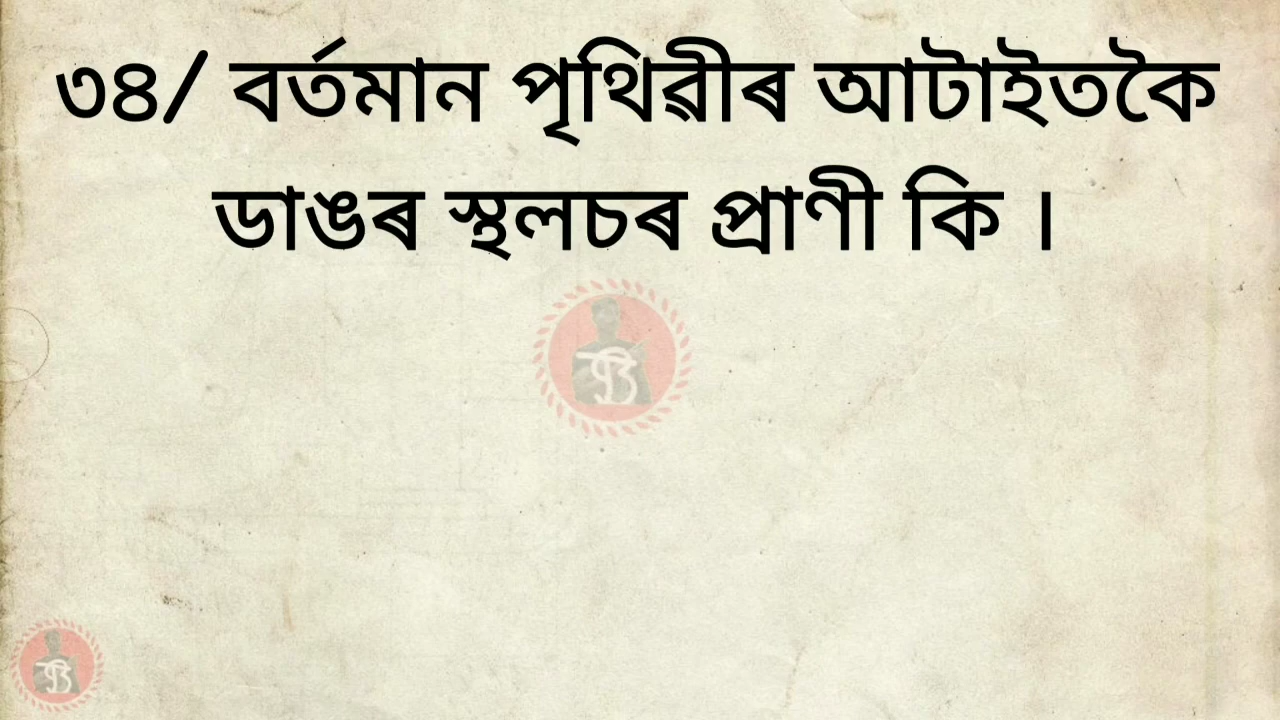 ৩৪/ বৰ্তমান পৃথিৱীৰ আটাইতকৈ
ডাঙৰ স্থলচৰ প্ৰাণী কি ।